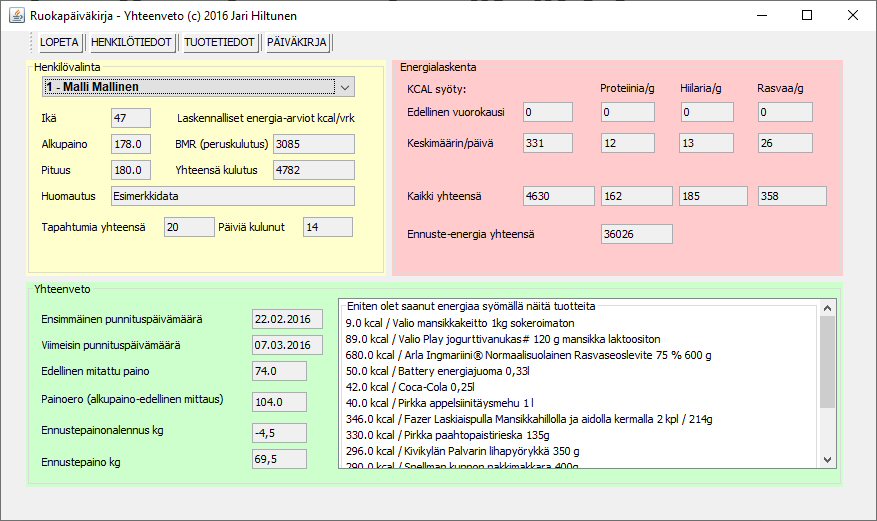 Ruokapäiväkirja - Yhteenveto (c) 2016 Jari Hiltunen
LOPETA HENKILÖTIEDOT TUOTETIEDOT PÄIVÄKIRJA
Henkilövalinta
1 - Malli Mallinen
Ikä 47 Laskennalliset energia-arviot kcal/vrk
Alkupaino 178.0 BMR (peruskulutus) 3085
Pituus 180.0 Yhteensä kulutus 4782
Huomautus Esimerkkidata
Tapahtumia yhteensä 20 Päiviä kulunut 14
Energialaskenta
KCAL syöty: Proteiinia/g Hiilaria/g Rasvaa/g
Edellinen vuorokausi 0 0 0 0
Keskimäärin/päivä 331 12 13 26
Kaikki yhteensä 4630 162 185 358
Ennuste-energia yhteensä 36026
Yhteenveto
Ensimmäinen punnituspäivämäärä 22.02.2016
Viimeisin punnituspäivämäärä 07.03.2016
Edellinen mitattu paino 74.0
Painoero (alkupaino-edellinen mittaus) 104.0
Ennustepainonalennus kg -4,5
Ennustepaino kg 69,5
Eniten olet saanut energiaa syömällä näitä tuotteita
9.0 kcal / Valio mansikkakeitto 1kg sokeroimaton
89.0 kcal / Valio Play jogurttivanukas# 120 g mansikka laktoositon
680.0 kcal / Arla Ingmariini® Normaalisuolainen Rasvaseoslevite 75 % 600 g
50.0 kcal / Battery energiajuoma 0,33l
42.0 kcal / Coca-Cola 0,25l
40.0 kcal / Pirkka appelsiinitäysmehu 1 l
346.0 kcal / Fazer Laskiaispulla Mansikkahillolla ja aidolla kermalla 2 kpl / 214g
330.0 kcal / Pirkka paahtopaistirieska 135g
296.0 kcal / Kivikylän Palvarin lihapyörykkä 350 g
290.0 kcal / Snellman kunnon nakkimakkara 400g